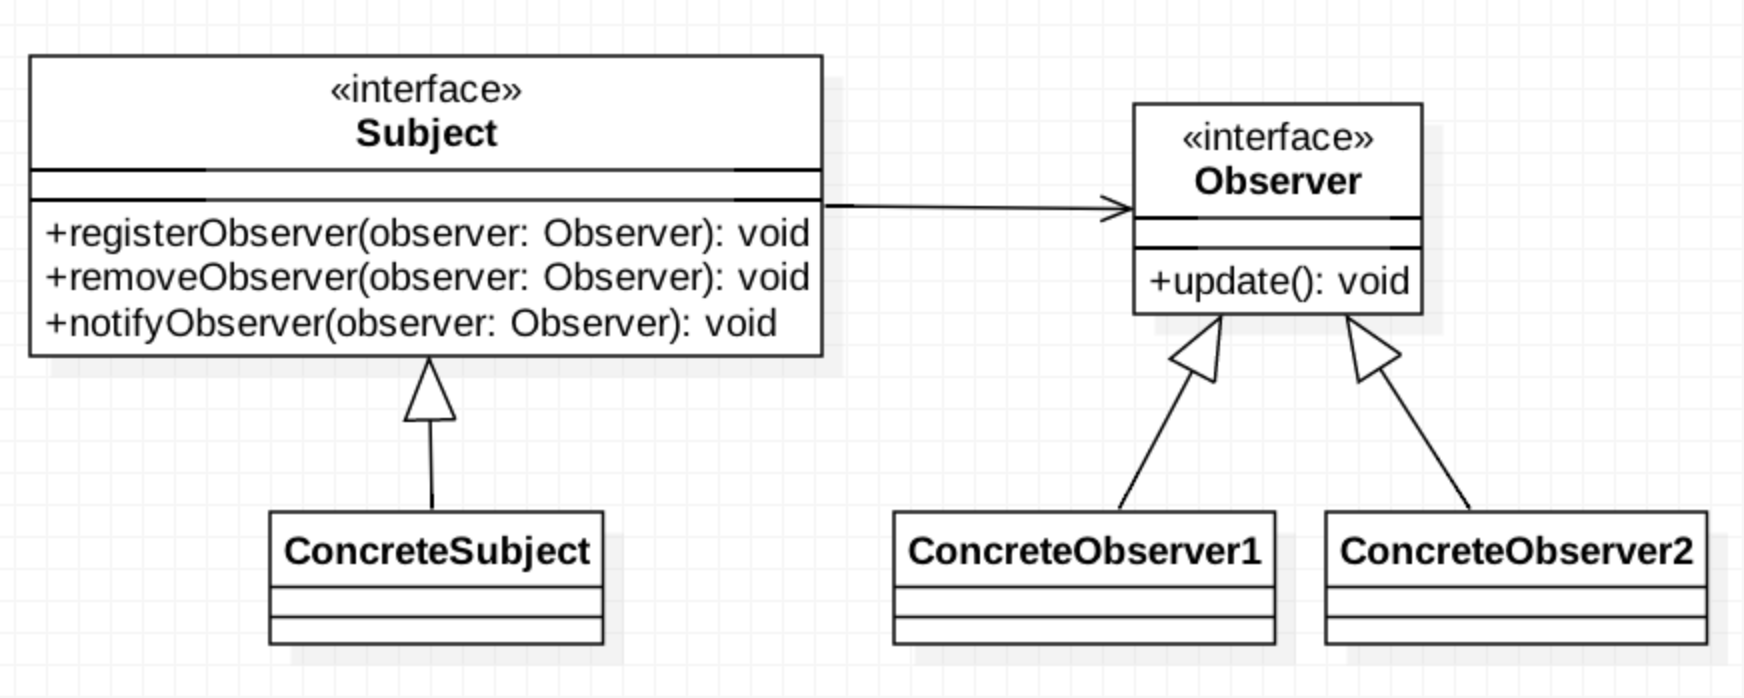 «interface»
Subject
+registerObserver(observer: Observer): void
+removeObserver(observer: Observer): void
+notifyObserver(observer: Observer): void
«interface»
Observer
+update(): void
ConcreteSubject
ConcreteObserver1
ConcreteObserver2